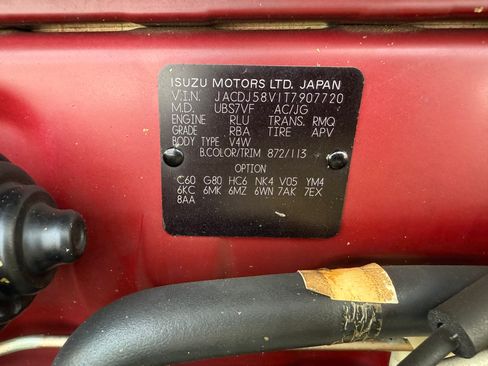 ISUZU MOTORS LTD. JAPAN
V.I.N. JACDJ58V1T7907720
M.D. UBS7VF AC/JG
ENGINE RLU TRANS. RMQ
GRADE RBA TIRE APV
BODY TYPE V4W
B.COLOR/TRIM 872/113
OPTION
C60 G80 HC6 NK4 V05 YM4
6KC 6MK 6MZ 6WN 7AK 7EX
8AA